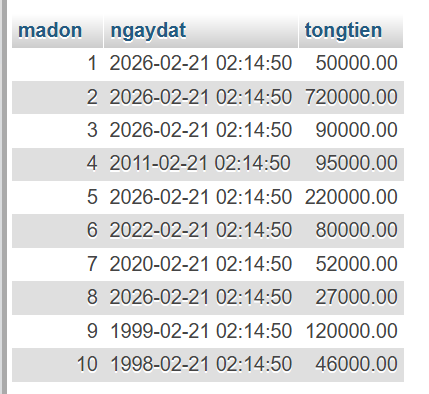 madon ngaydat tongtien
1 2026-02-21 02:14:50 50000.00
2 2026-02-21 02:14:50 720000.00
3 2026-02-21 02:14:50 90000.00
4 2011-02-21 02:14:50 95000.00
5 2026-02-21 02:14:50 220000.00
6 2022-02-21 02:14:50 80000.00
7 2020-02-21 02:14:50 52000.00
8 2026-02-21 02:14:50 27000.00
9 1999-02-21 02:14:50 120000.00
10 1998-02-21 02:14:50 46000.00